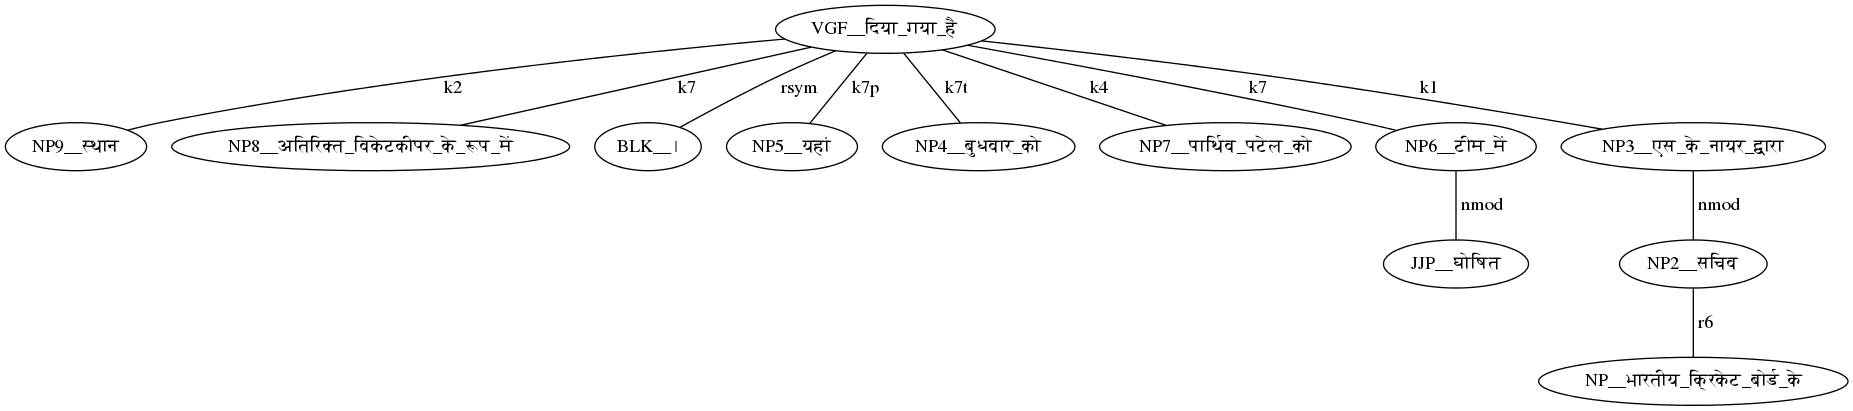 VGF__दिया_गया_है
k2 k7 rsym k7p k7t k4 k7 k1
NP9__स्थान NP8__अतिरिक्त_विकेटकीपर_के_रूप_में BLK__। NP5__यहां NP4__बुधवार_को NP7__पार्थिव_पटेल_को NP6__टीम_में NP3__एस_के_नायर_द्वारा
nmod nmod
JJP__घोषित NP2__सचिव
r6
NP__भारतीय_क्रिकेट_बोर्ड_के